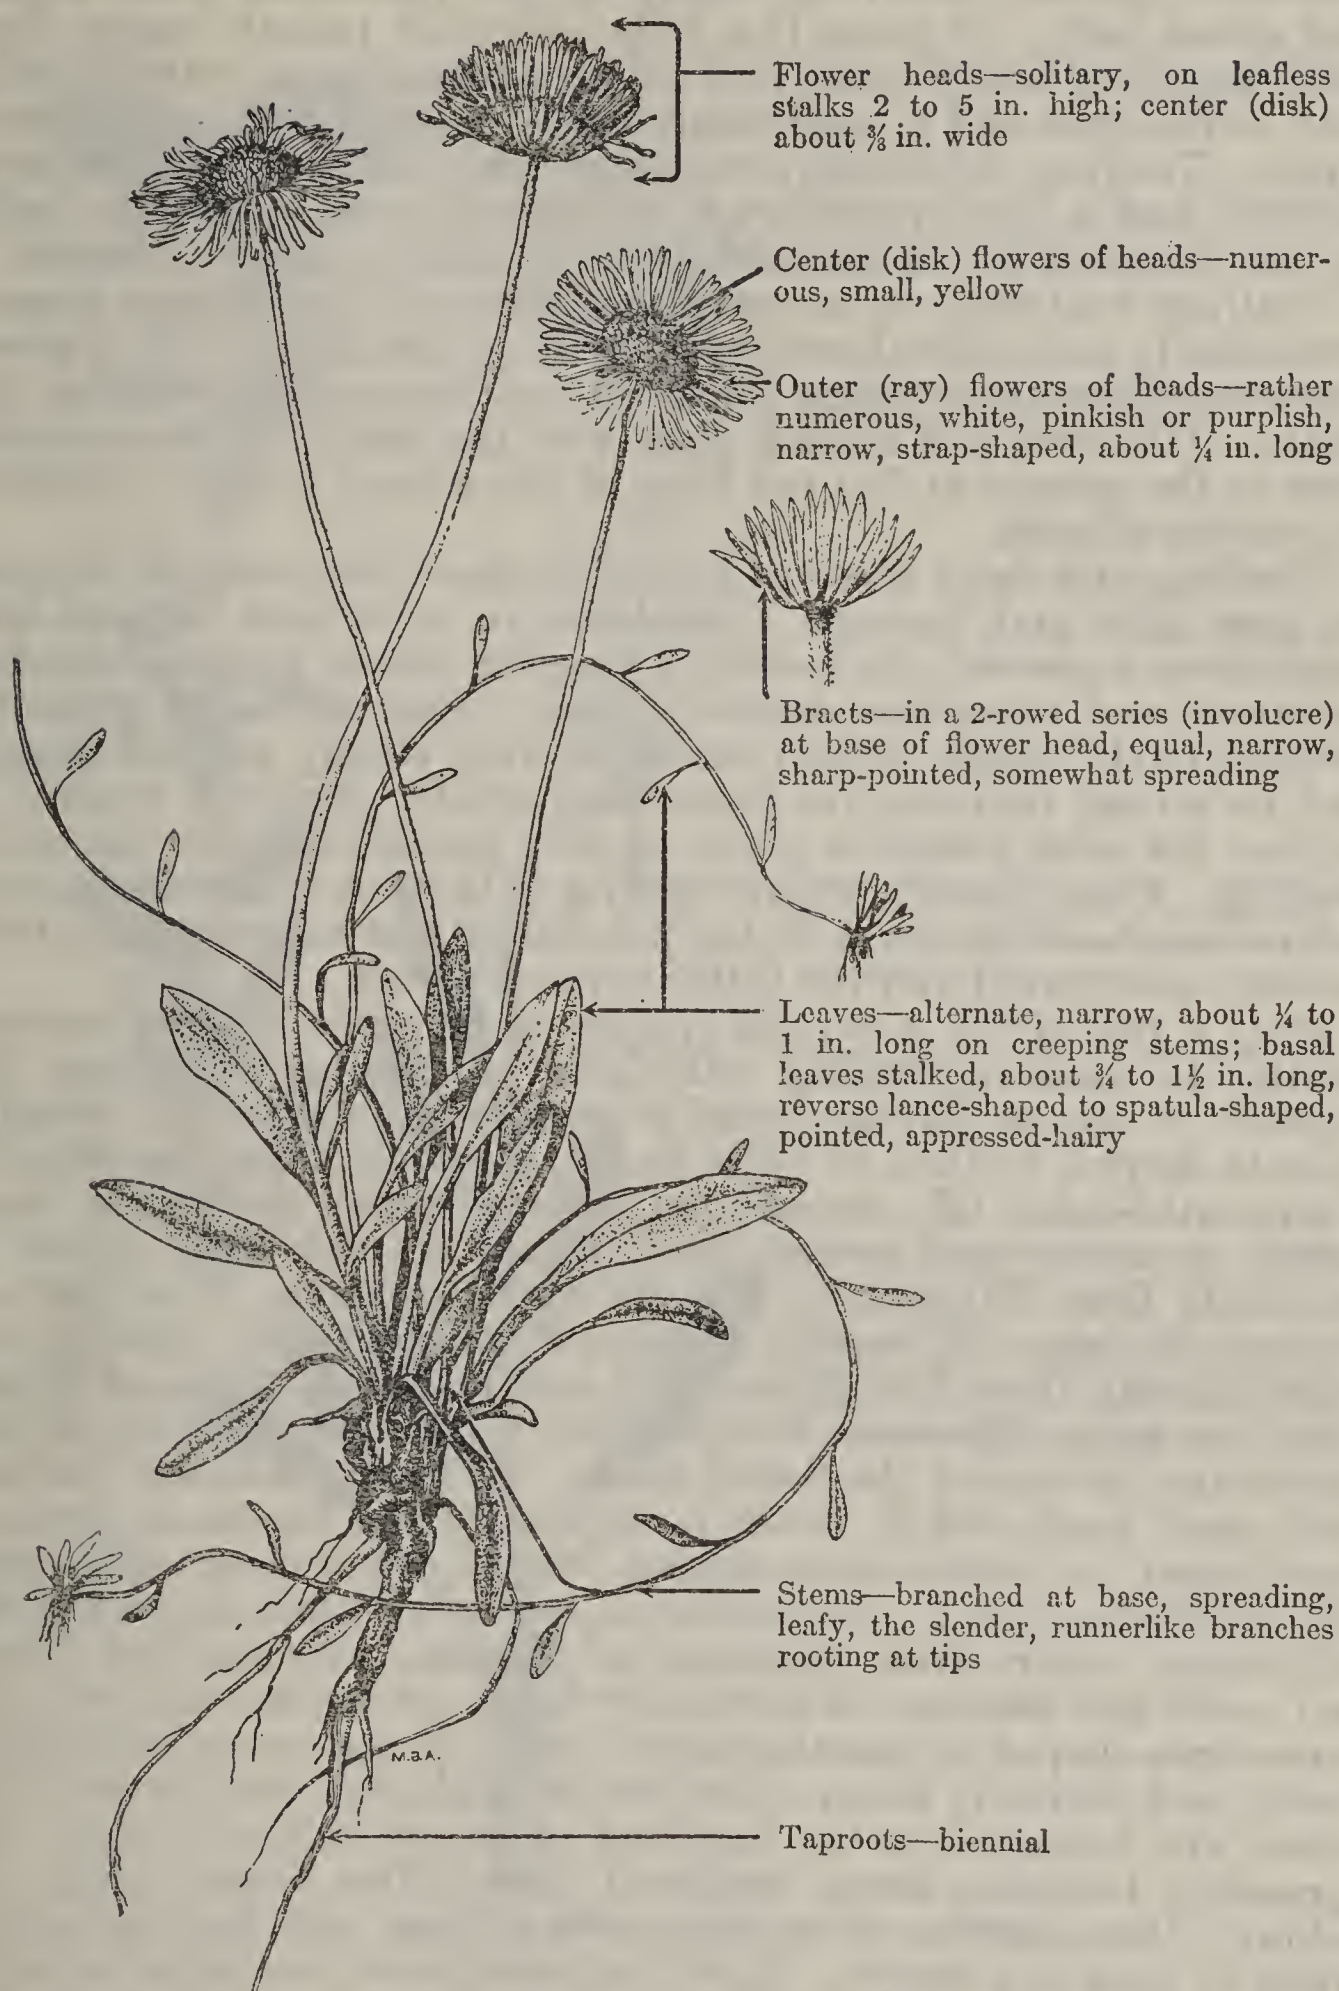 Flower heads—solitary, on leafless
stalks 2 to 5 in. high; center (disk)
about ⅜ in. wide
Center (disk) flowers of heads—numer-
ous, small, yellow
Outer (ray) flowers of heads—rather
numerous, white, pinkish or purplish,
narrow, strap-shaped, about ¼ in. long
Bracts—in a 2-rowed series (involucre)
at base of flower head, equal, narrow,
sharp-pointed, somewhat spreading
Leaves—alternate, narrow, about ¼ to
1 in. long on creeping stems; basal
leaves stalked, about ¾ to 1½ in. long,
reverse lance-shaped to spatula-shaped,
pointed, appressed-hairy
Stems—branched at base, spreading,
leafy, the slender, runnerlike branches
rooting at tips
M.B.A.
Taproots—biennial